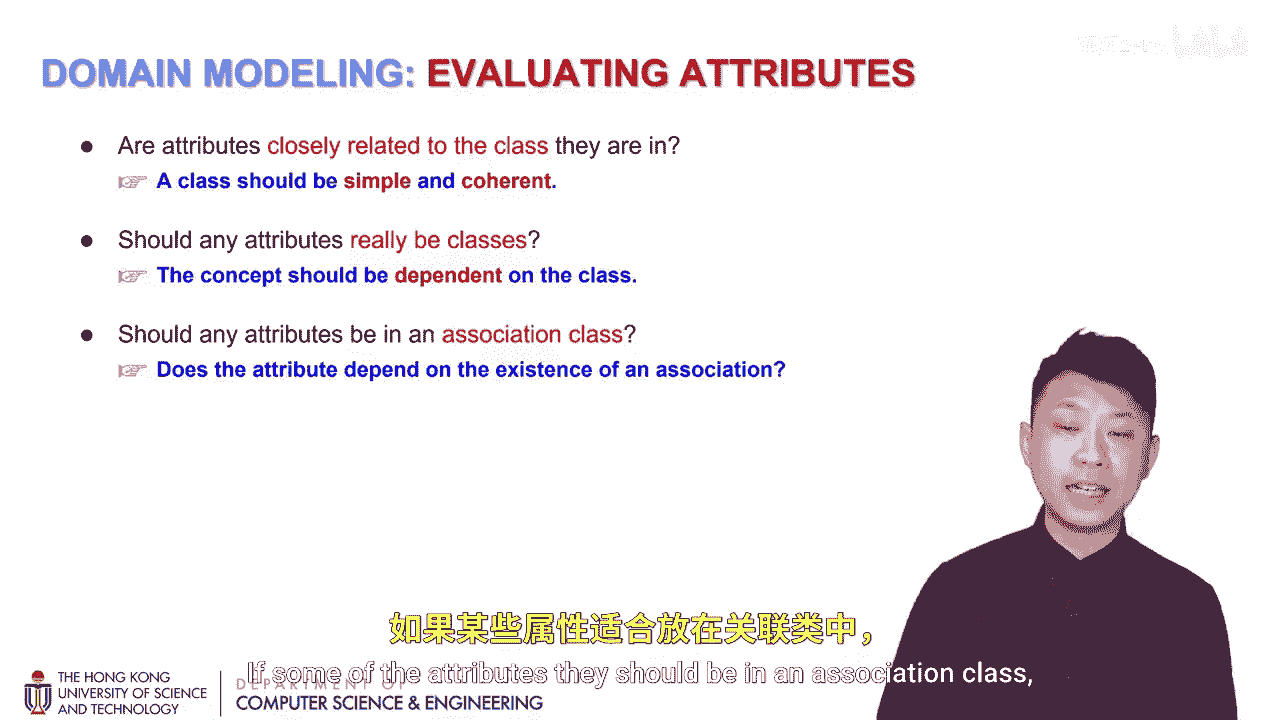 DOMAIN MODELING: EVALUATING ATTRIBUTES
● Are attributes closely related to the class they are in?
☞ A class should be simple and coherent.
● Should any attributes really be classes?
☞ The concept should be dependent on the class.
● Should any attributes be in an association class?
☞ Does the attribute depend on the existence of an association?
如果某些属性适合放在关联类中，
If some of the attributes they should be in an association class,
THE HONG KONG
UNIVERSITY OF SCIENCE
AND TECHNOLOGY
DEPARTMENT OF
COMPUTER SCIENCE & ENGINEERING